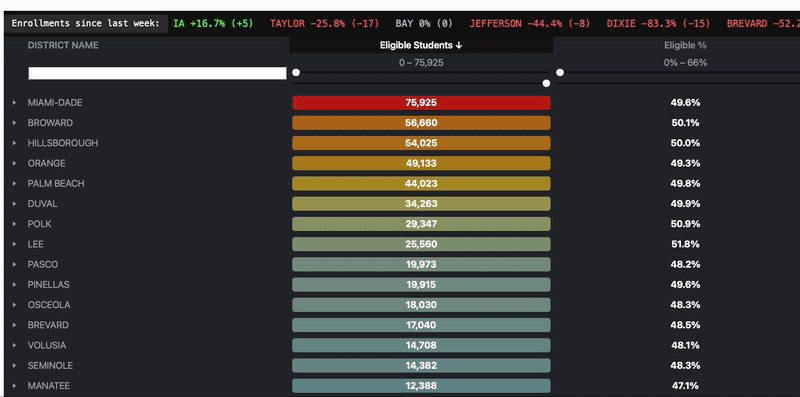 Enrollments since last week: IA +16.7% (+5) TAYLOR −25.8% (−17) BAY 0% (0) JEFFERSON −44.4% (−8) DIXIE −83.3% (−15) BREVARD −52.2
DISTRICT NAME Eligible Students ↓ Eligible %
0 – 75,925 0% – 66%
MIAMI-DADE 75,925 49.6%
BROWARD 56,660 50.1%
HILLSBOROUGH 54,025 50.0%
ORANGE 49,133 49.3%
PALM BEACH 44,023 49.8%
DUVAL 34,263 49.9%
POLK 29,347 50.9%
LEE 25,560 51.8%
PASCO 19,973 48.2%
PINELLAS 19,915 49.6%
OSCEOLA 18,030 48.3%
BREVARD 17,040 48.5%
VOLUSIA 14,708 48.1%
SEMINOLE 14,382 48.3%
MANATEE 12,388 47.1%